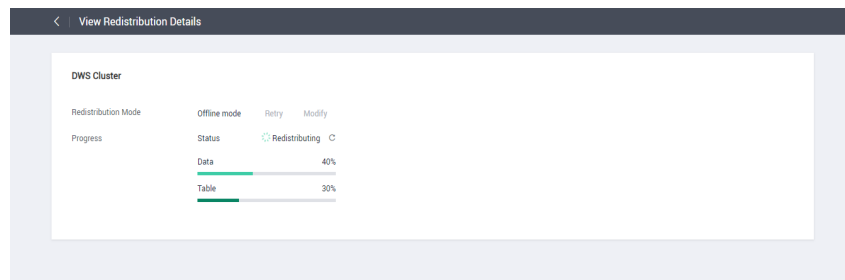 View Redistribution Details
DWS Cluster
Redistribution Mode Offline mode Retry Modify
Progress Status Redistributing
Data 40%
Table 30%